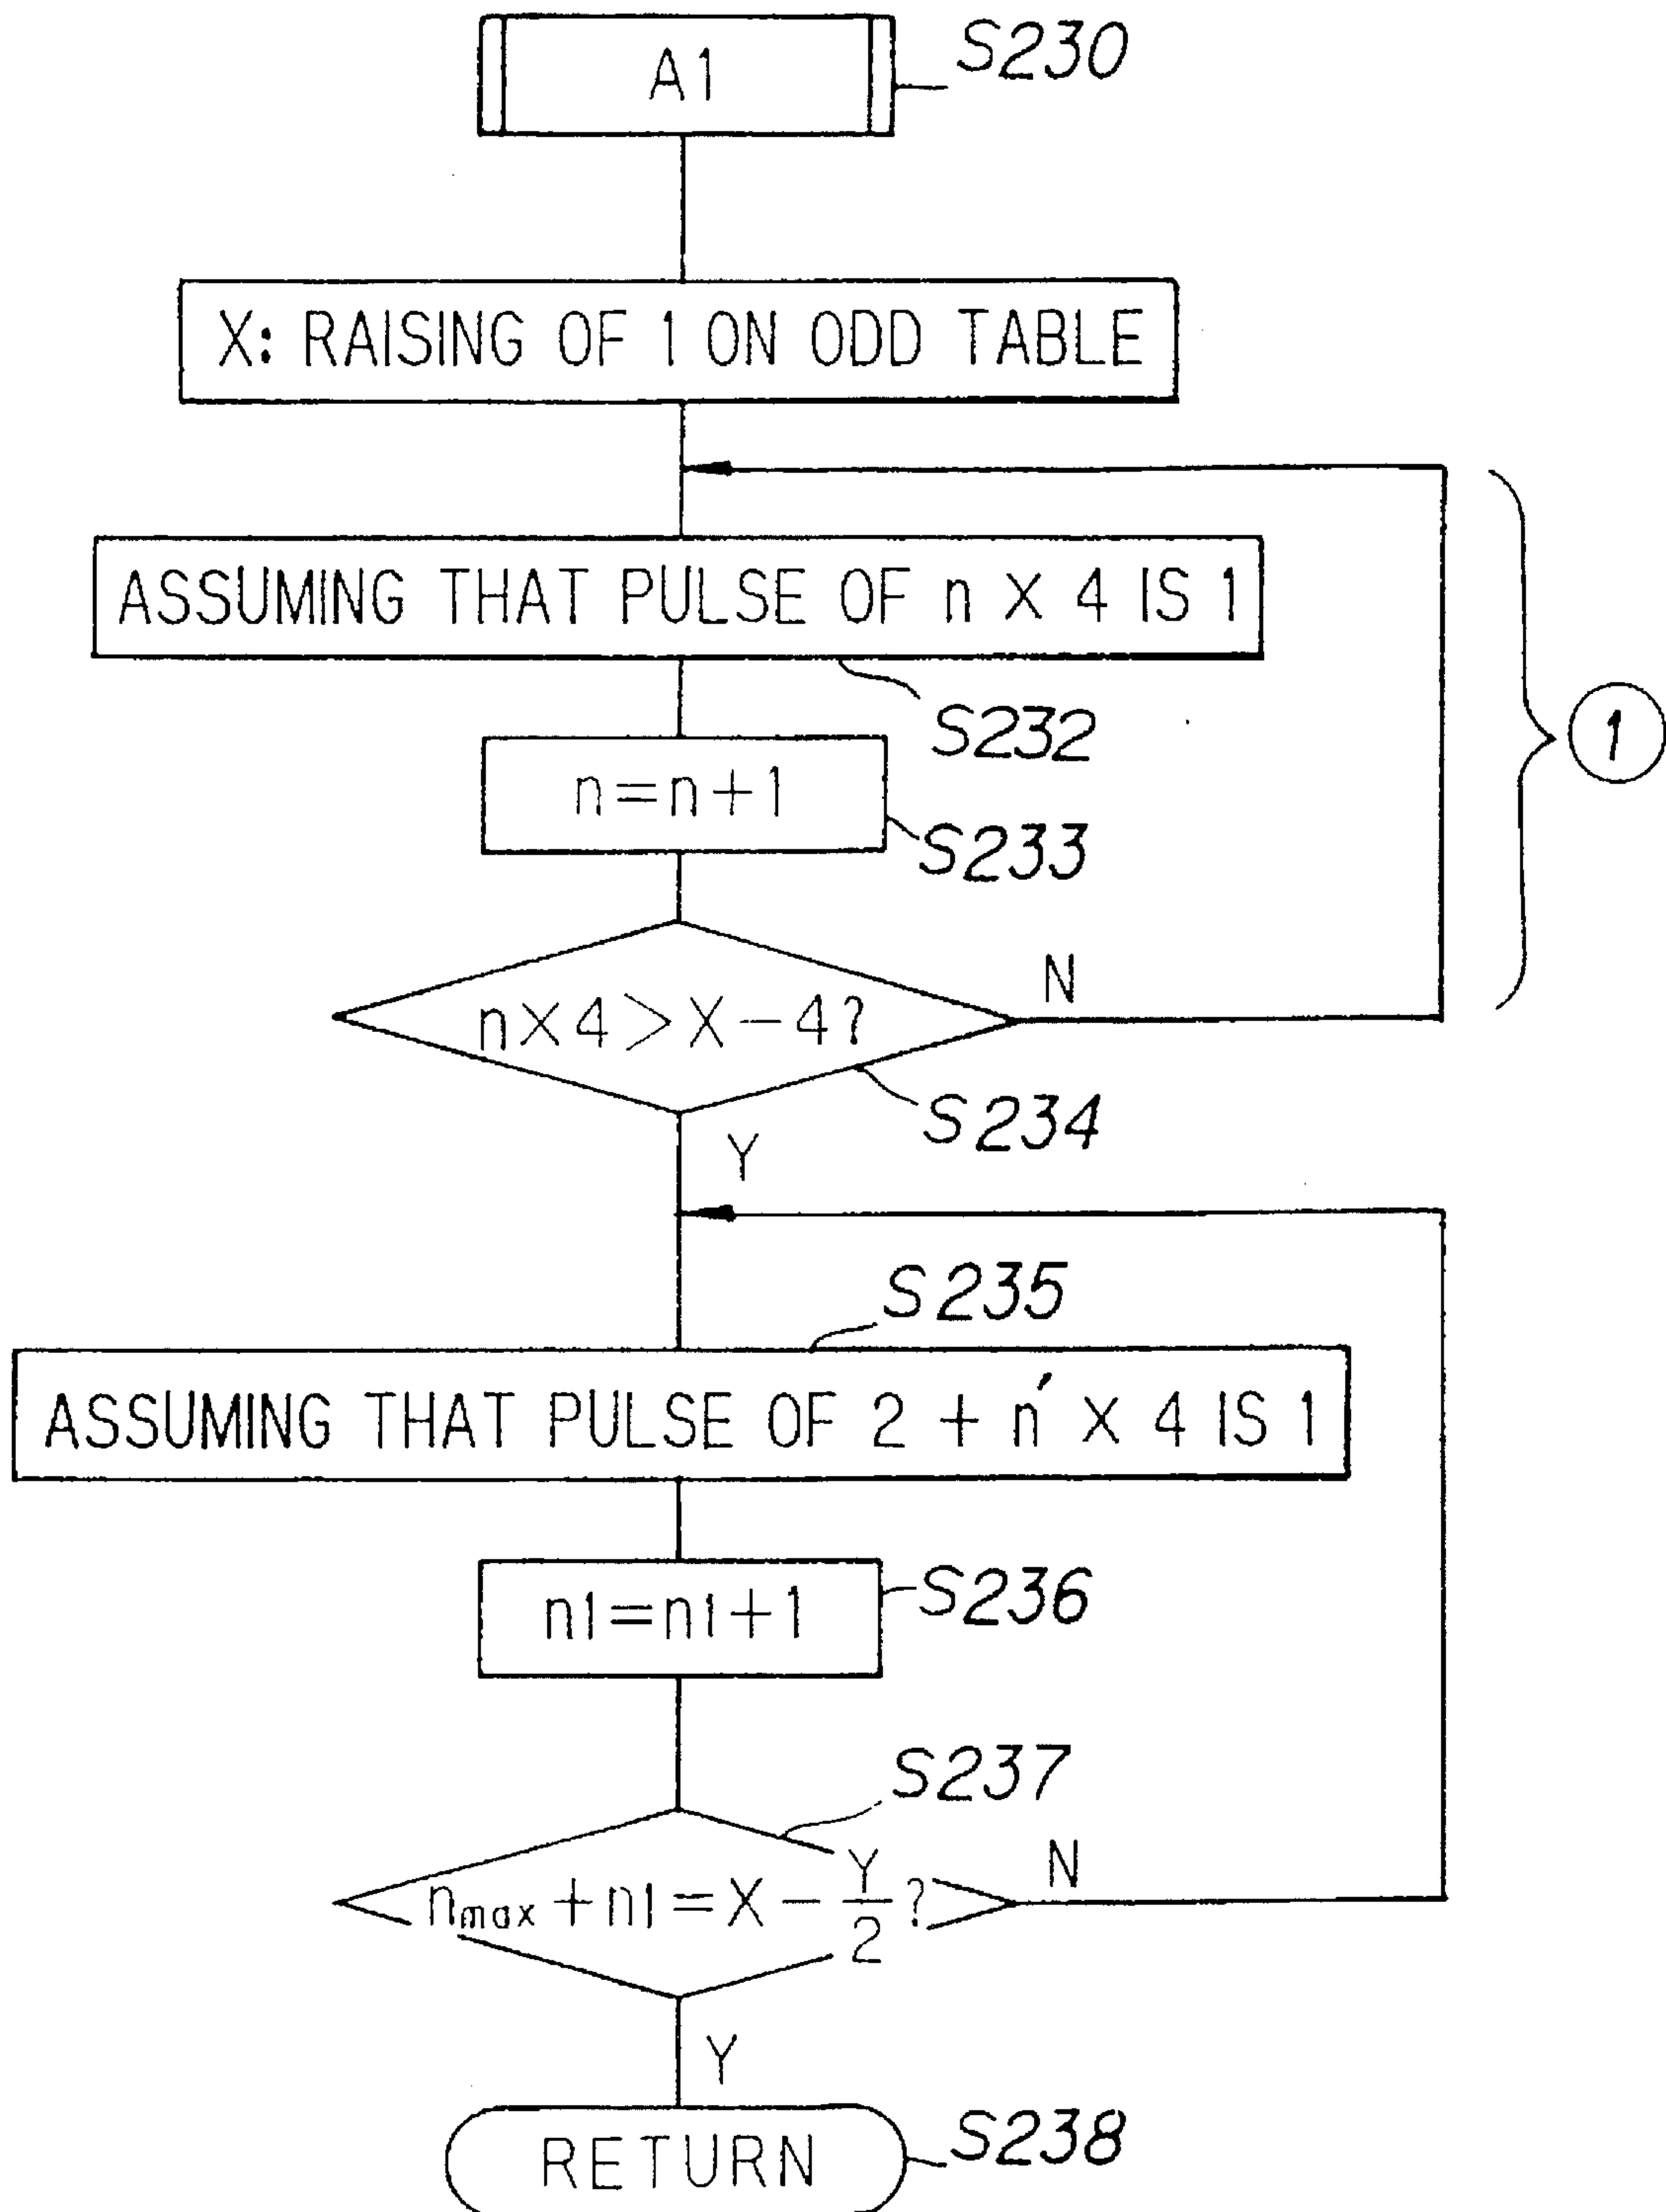 A1
S230
X: RAISING OF 1 ON ODD TABLE
ASSUMING THAT PULSE OF n × 4 IS 1
S232
1
n=n+1
S233
n×4>X-4?
N
S234
Y
S235
ASSUMING THAT PULSE OF 2 + n′ × 4 IS 1
n1=n1+1
S236
S237
nmax+n1=X-Y/2?
N
Y
RETURN
S238